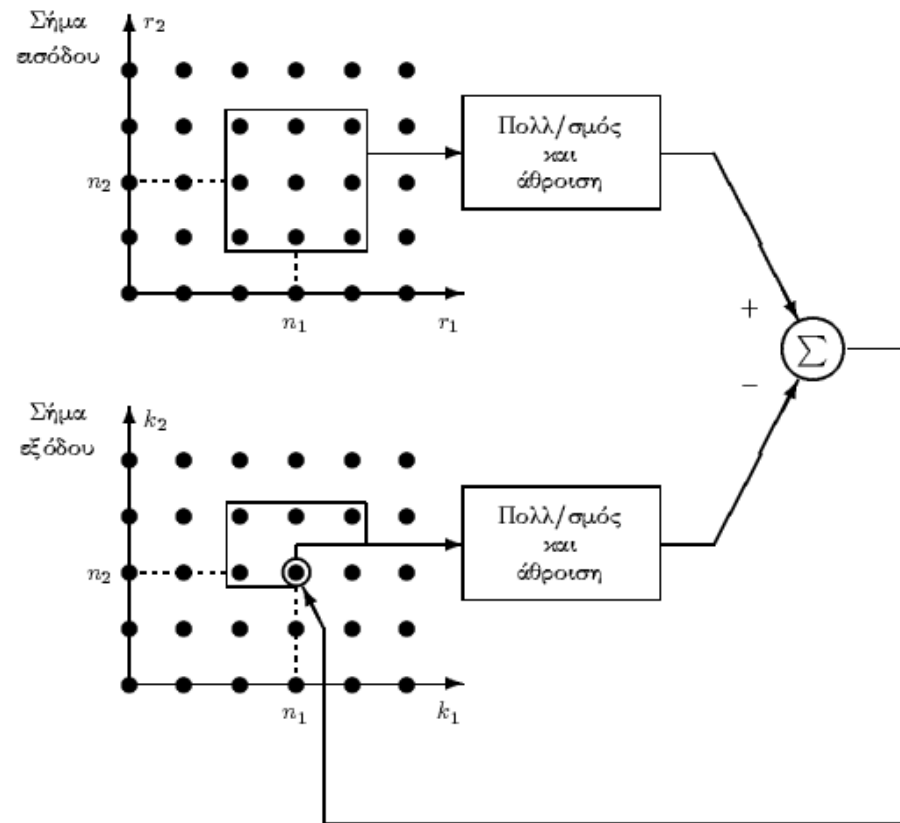 Σήμα
εισόδου
r₂
n₂
n₁
r₁
Πολλ/σμός
και
άθροιση
+
Σ
−
Σήμα
εξόδου
k₂
n₂
n₁
k₁
Πολλ/σμός
και
άθροιση